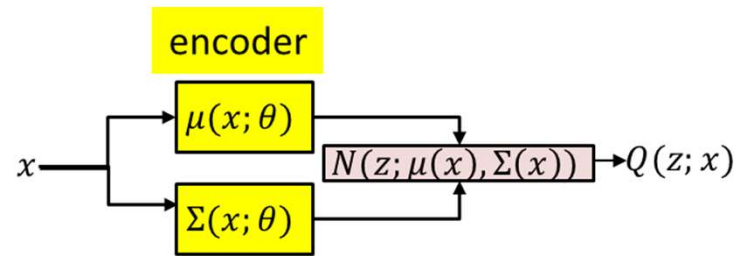 encoder
μ(x; θ)
x
N(z; μ(x), Σ(x))
Q(z; x)
Σ(x; θ)